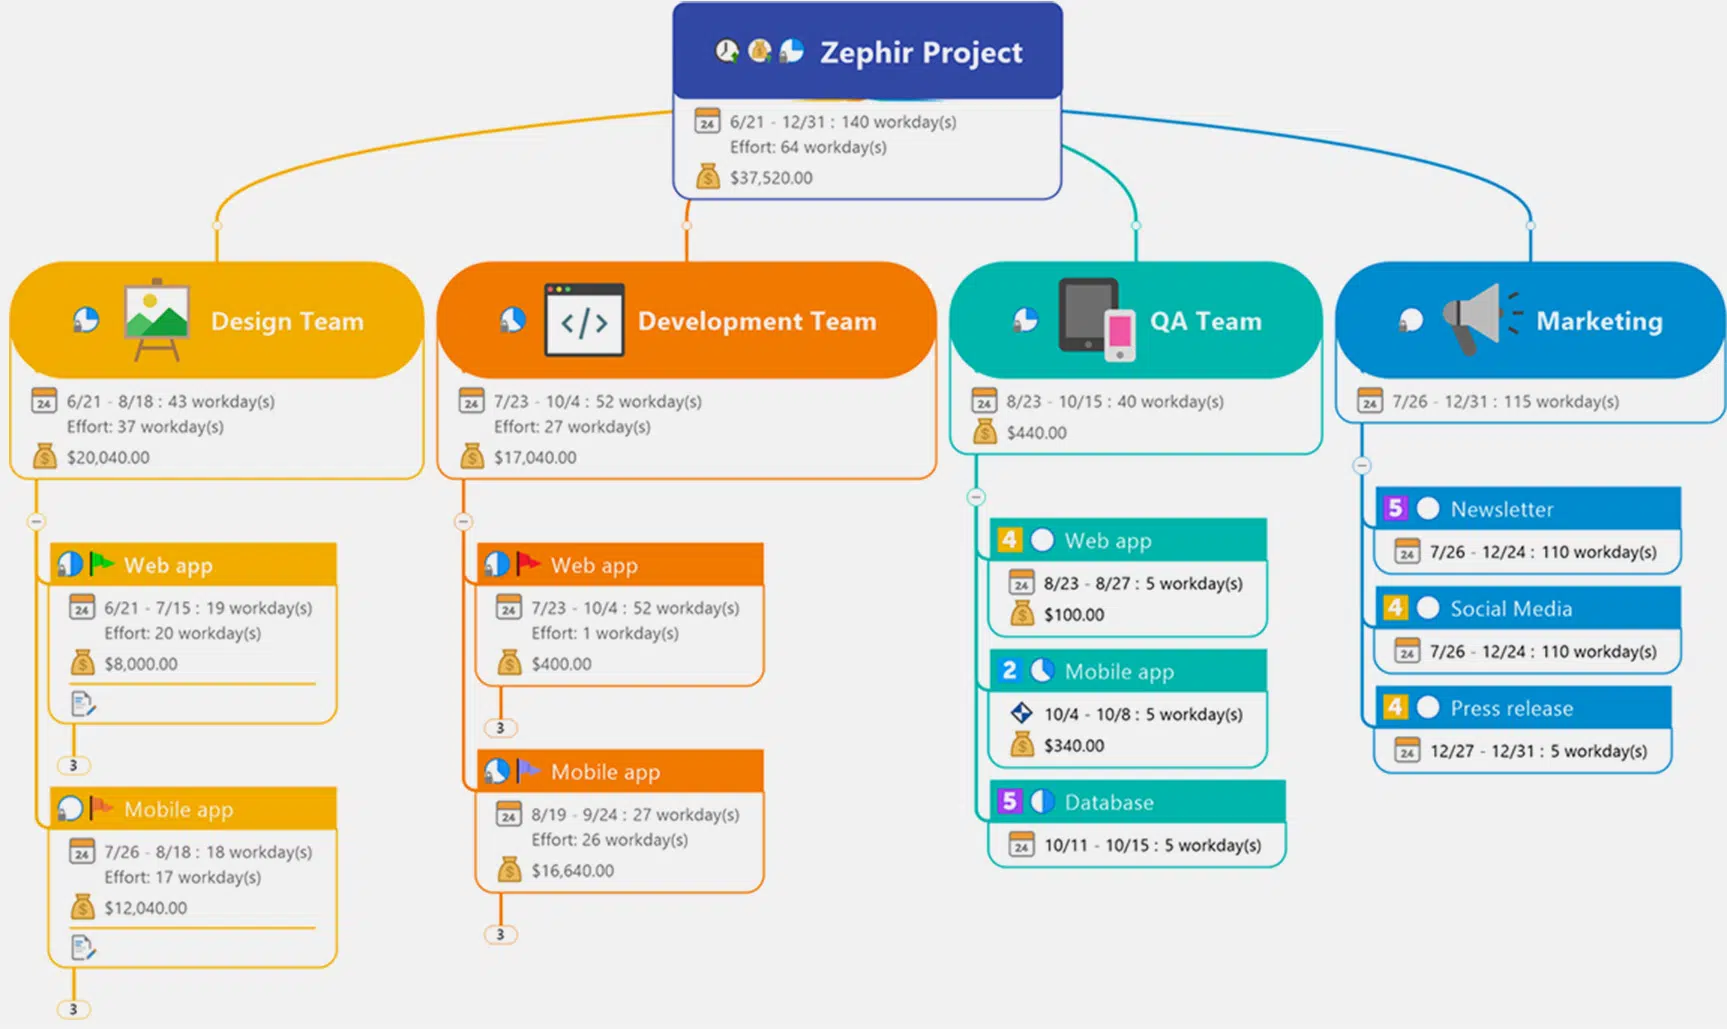 Zephir Project
24 6/21 - 12/31 : 140 workday(s)
Effort: 64 workday(s)
$ $37,520.00
Design Team
24 6/21 - 8/18 : 43 workday(s)
Effort: 37 workday(s)
$ $20,040.00
Web app
24 6/21 - 7/15 : 19 workday(s)
Effort: 20 workday(s)
$ $8,000.00
3
Mobile app
24 7/26 - 8/18 : 18 workday(s)
Effort: 17 workday(s)
$ $12,040.00
3
</> Development Team
24 7/23 - 10/4 : 52 workday(s)
Effort: 27 workday(s)
$ $17,040.00
Web app
24 7/23 - 10/4 : 52 workday(s)
Effort: 1 workday(s)
$ $400.00
3
Mobile app
24 8/19 - 9/24 : 27 workday(s)
Effort: 26 workday(s)
$ $16,640.00
3
QA Team
24 8/23 - 10/15 : 40 workday(s)
$ $440.00
4 Web app
24 8/23 - 8/27 : 5 workday(s)
$ $100.00
2 Mobile app
10/4 - 10/8 : 5 workday(s)
$ $340.00
5 Database
24 10/11 - 10/15 : 5 workday(s)
Marketing
24 7/26 - 12/31 : 115 workday(s)
5 Newsletter
24 7/26 - 12/24 : 110 workday(s)
4 Social Media
24 7/26 - 12/24 : 110 workday(s)
4 Press release
24 12/27 - 12/31 : 5 workday(s)